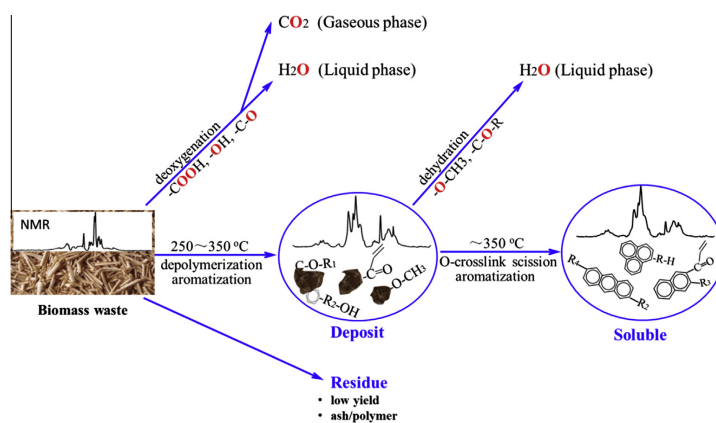 CO2 (Gaseous phase)
H2O (Liquid phase)
deoxygenation
-COOH, -OH, -C-O
H2O (Liquid phase)
dehydration
-O-CH3, -C-O-R
NMR
250～350 ºC
depolymerization
aromatization
Biomass waste
C-O-R1
C=O
O-CH3
R2-OH
Deposit
~350 ºC
O-crosslink scission
aromatization
R-H
R4
R2
C=O
R3
Soluble
Residue
• low yield
• ash/polymer